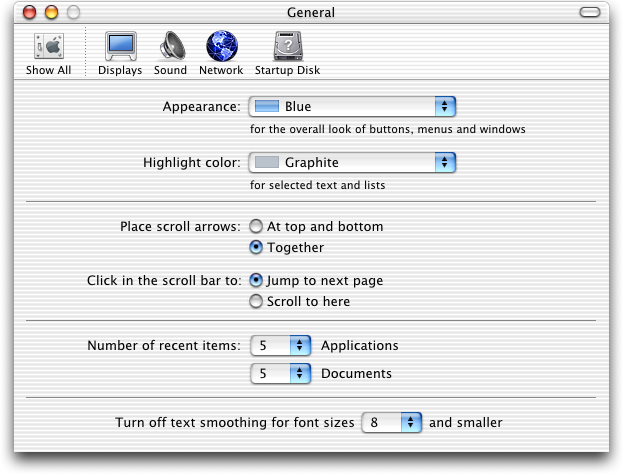 General
Show All Displays Sound Network Startup Disk
Appearance: Blue
for the overall look of buttons, menus and windows
Highlight color: Graphite
for selected text and lists
Place scroll arrows: At top and bottom
Together
Click in the scroll bar to: Jump to next page
Scroll to here
Number of recent items: 5 Applications
5 Documents
Turn off text smoothing for font sizes 8 and smaller